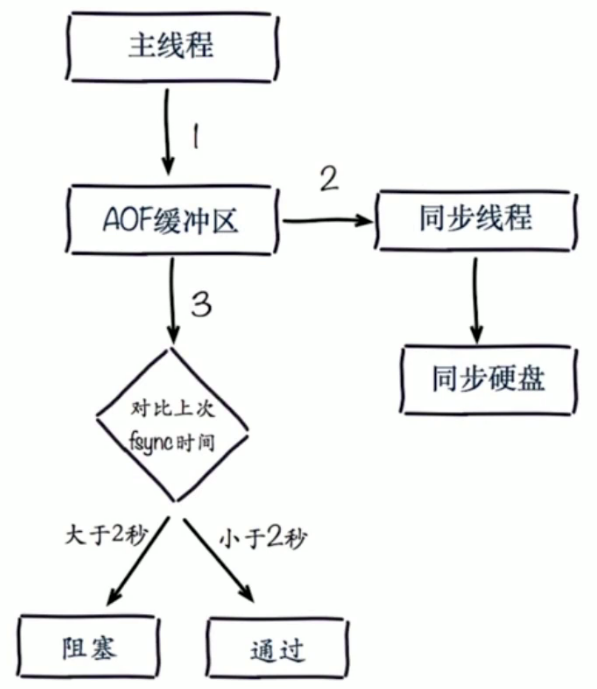 主线程
1
AOF缓冲区
2
同步线程
3
同步硬盘
对比上次
fsync时间
大于2秒
小于2秒
阻塞
通过